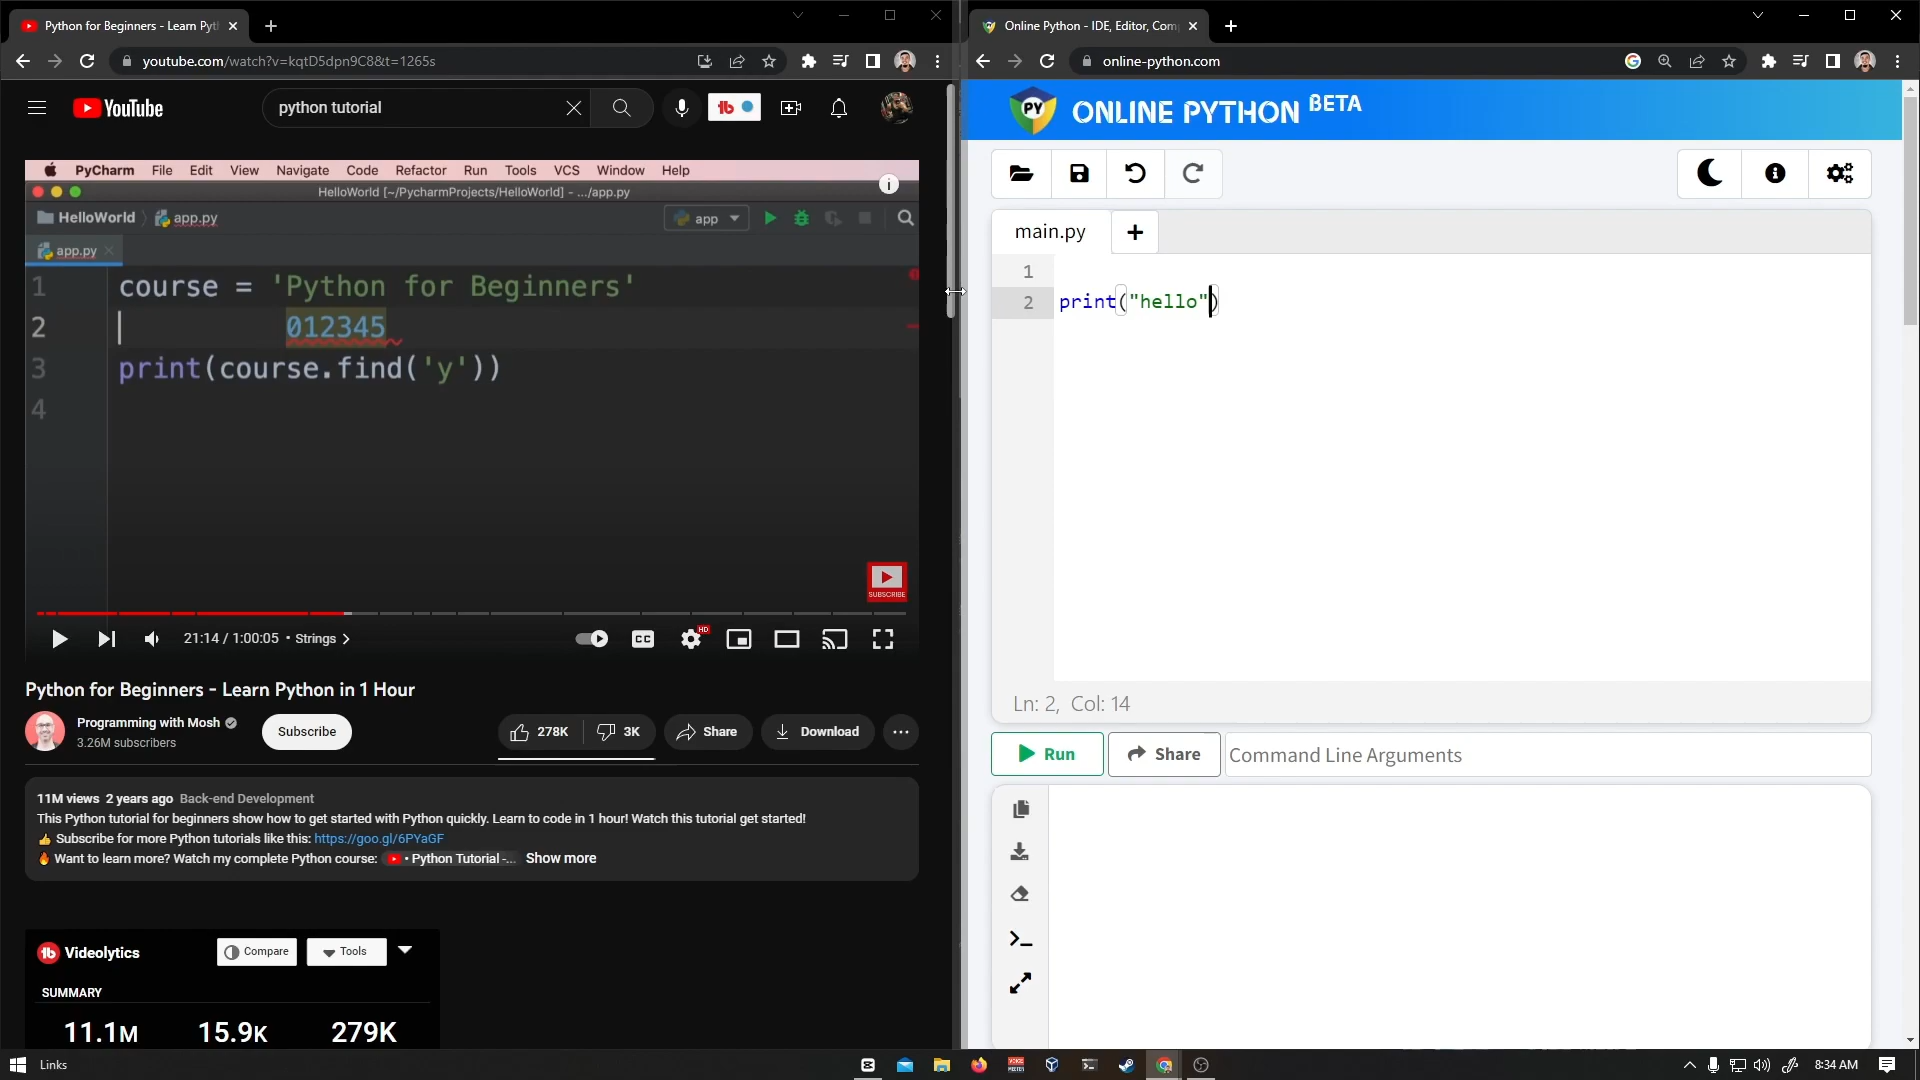 Python for Beginners - Learn Pyt
youtube.com/watch?v=kqtD5dpn9C8&t=1265s
YouTube
python tutorial
PyCharm File Edit View Navigate Code Refactor Run Tools VCS Window Help
HelloWorld [~/PycharmProjects/HelloWorld] - .../app.py
HelloWorld app.py
app
app.py
1 course = 'Python for Beginners'
2 012345
3 print(course.find('y'))
4
SUBSCRIBE
21:14 / 1:00:05 • Strings
CC
HD
Python for Beginners - Learn Python in 1 Hour
Programming with Mosh
3.26M subscribers
Subscribe
278K
3K
Share
Download
11M views 2 years ago Back-end Development
This Python tutorial for beginners show how to get started with Python quickly. Learn to code in 1 hour! Watch this tutorial get started!
👍 Subscribe for more Python tutorials like this: https://goo.gl/6PYaGF
🔥 Want to learn more? Watch my complete Python course: • Python Tutorial -... Show more
Videolytics
Compare
Tools
SUMMARY
11.1M 15.9K 279K
Online Python - IDE, Editor, Com
online-python.com
PY ONLINE PYTHON BETA
main.py +
1
2 print("hello")
Ln: 2, Col: 14
Run
Share
Command Line Arguments
Links
8:34 AM